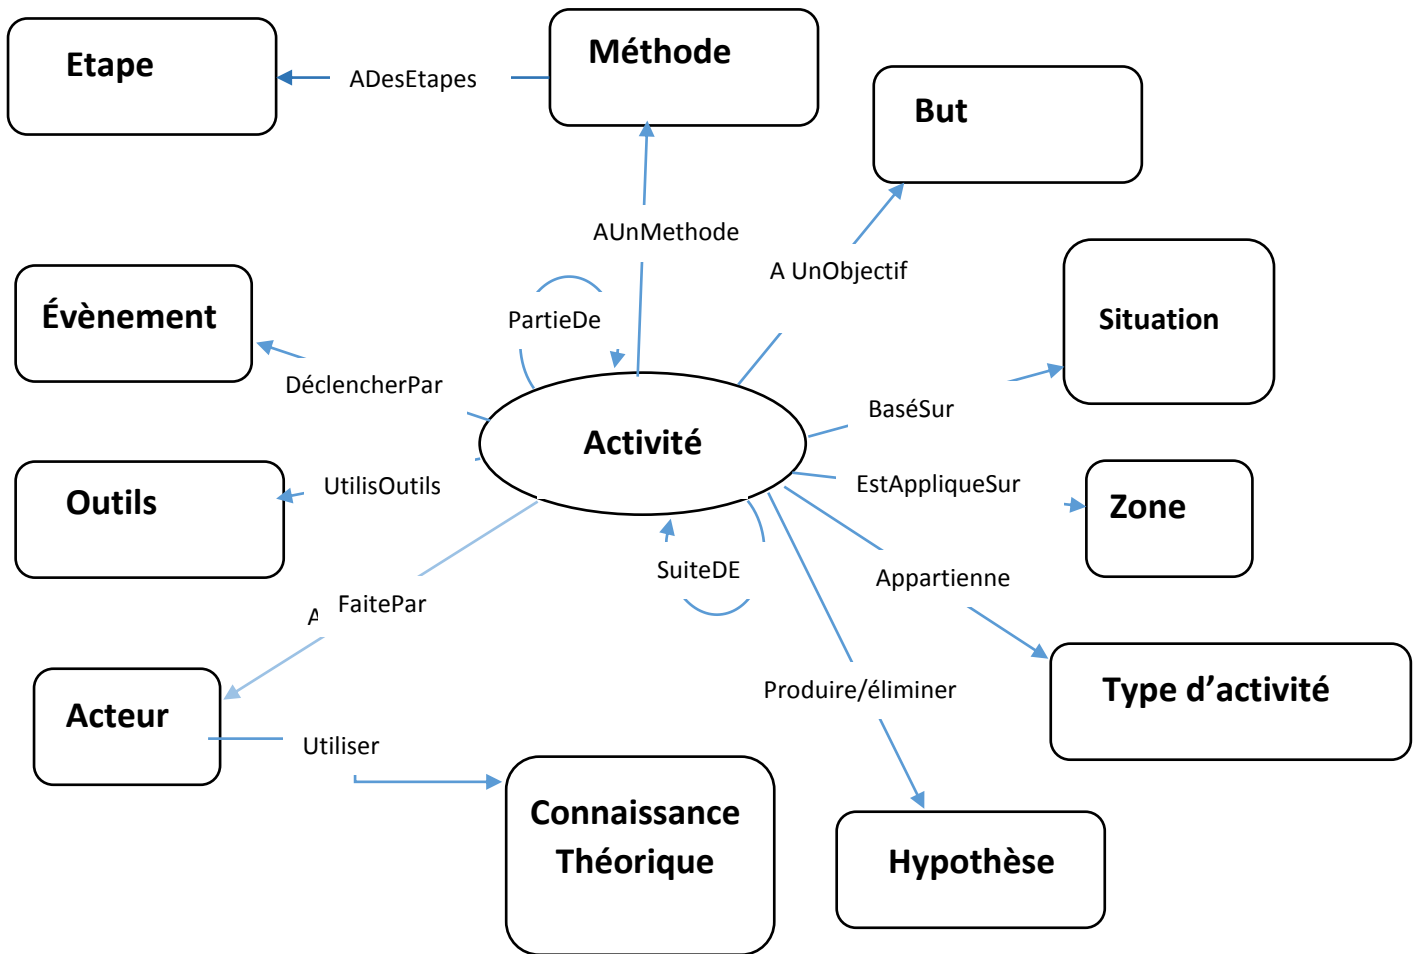 Etape
ADesEtapes
Méthode
But
AUnMethode
A UnObjectif
Évènement
PartieDe
Situation
DéclencherPar
BaséSur
Activité
Outils
UtilisOutils
EstAppliqueSur
Zone
SuiteDE
Appartienne
FaitePar
Produire/éliminer
Type d’activité
Acteur
Utiliser
Connaissance
Théorique
Hypothèse